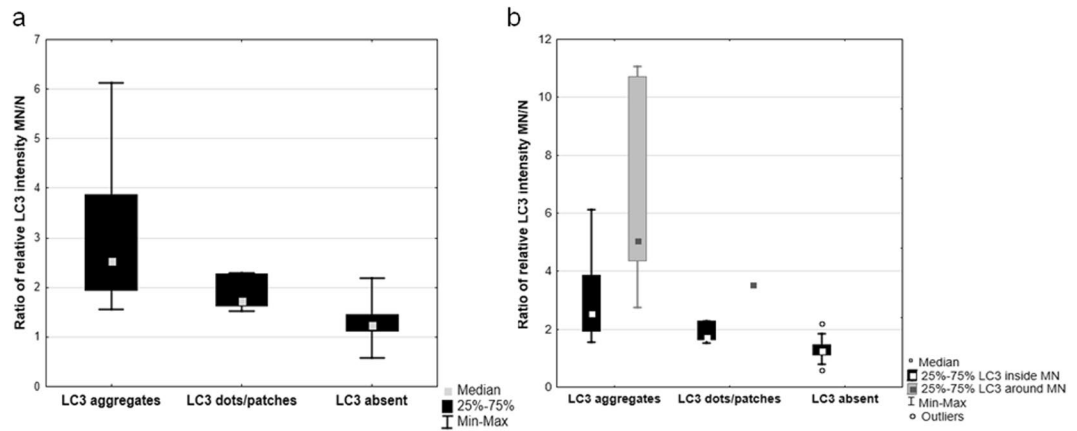 a
Ratio of relative LC3 intensity MN/N
7
6
5
4
3
2
1
0
LC3 aggregates LC3 dots/patches LC3 absent
Median
25%-75%
Min-Max
b
Ratio of relative LC3 intensity MN/N
12
10
8
6
4
2
0
LC3 aggregates LC3 dots/patches LC3 absent
Median
25%-75% LC3 inside MN
25%-75% LC3 around MN
Min-Max
Outliers